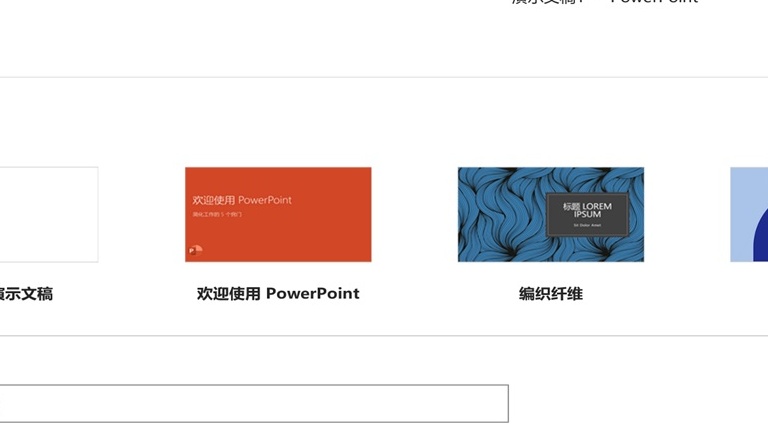 演示文稿1 - PowerPoint
欢迎使用 PowerPoint
简化工作的 5 个窍门
标题 LOREM
IPSUM
Sit Dolor Amet
演示文稿
欢迎使用 PowerPoint
编织纤维